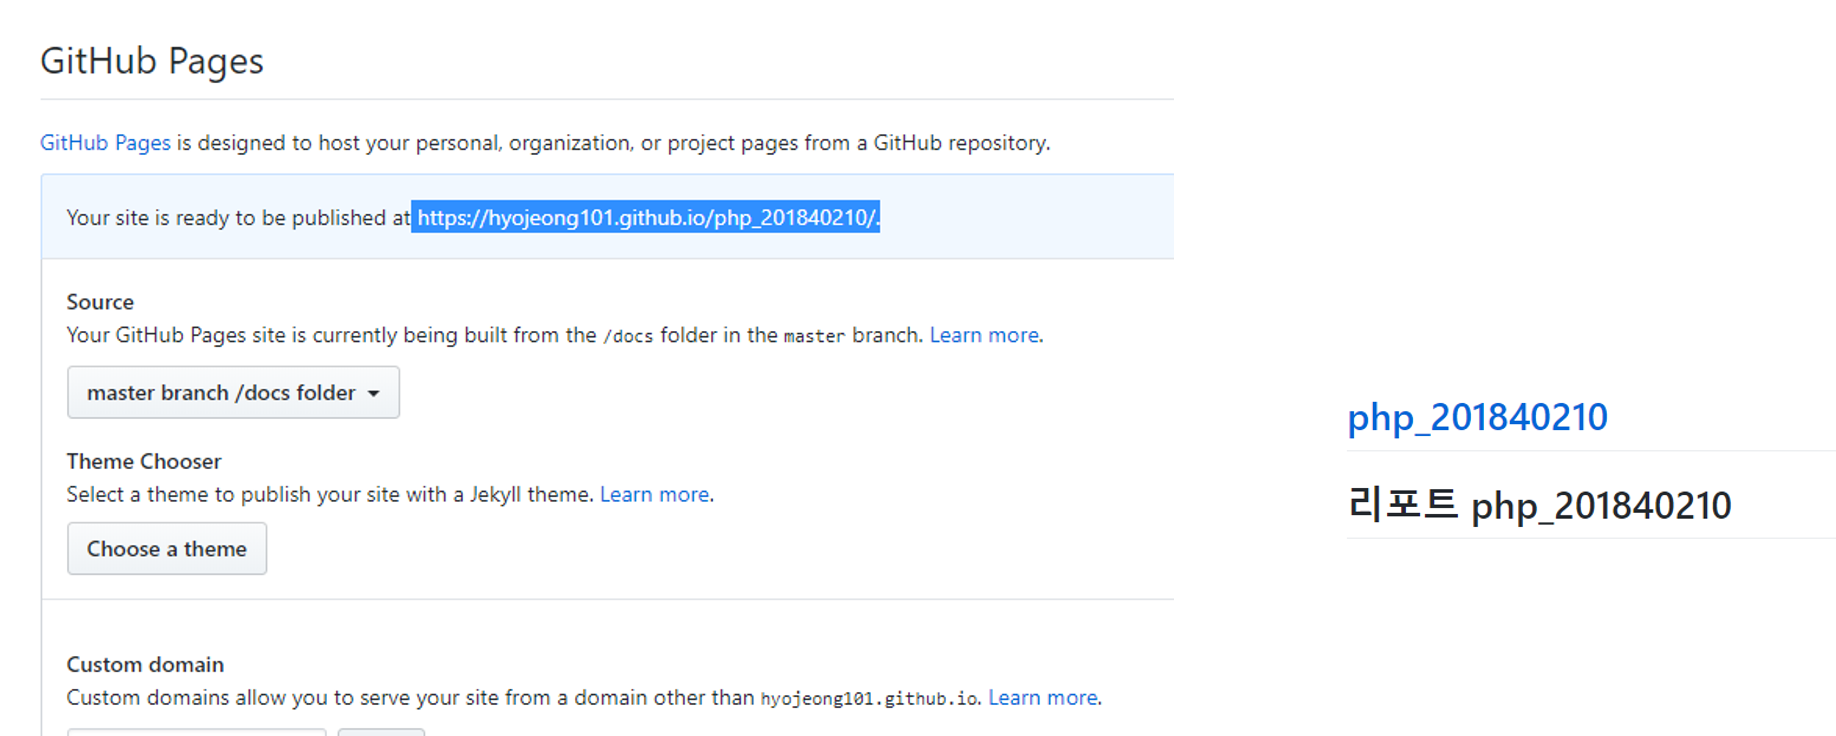 GitHub Pages
GitHub Pages is designed to host your personal, organization, or project pages from a GitHub repository.
Your site is ready to be published at https://hyojeong101.github.io/php_201840210/.
Source
Your GitHub Pages site is currently being built from the /docs folder in the master branch. Learn more.
master branch /docs folder
Theme Chooser
Select a theme to publish your site with a Jekyll theme. Learn more.
Choose a theme
Custom domain
Custom domains allow you to serve your site from a domain other than hyojeong101.github.io. Learn more.
php_201840210
리포트 php_201840210